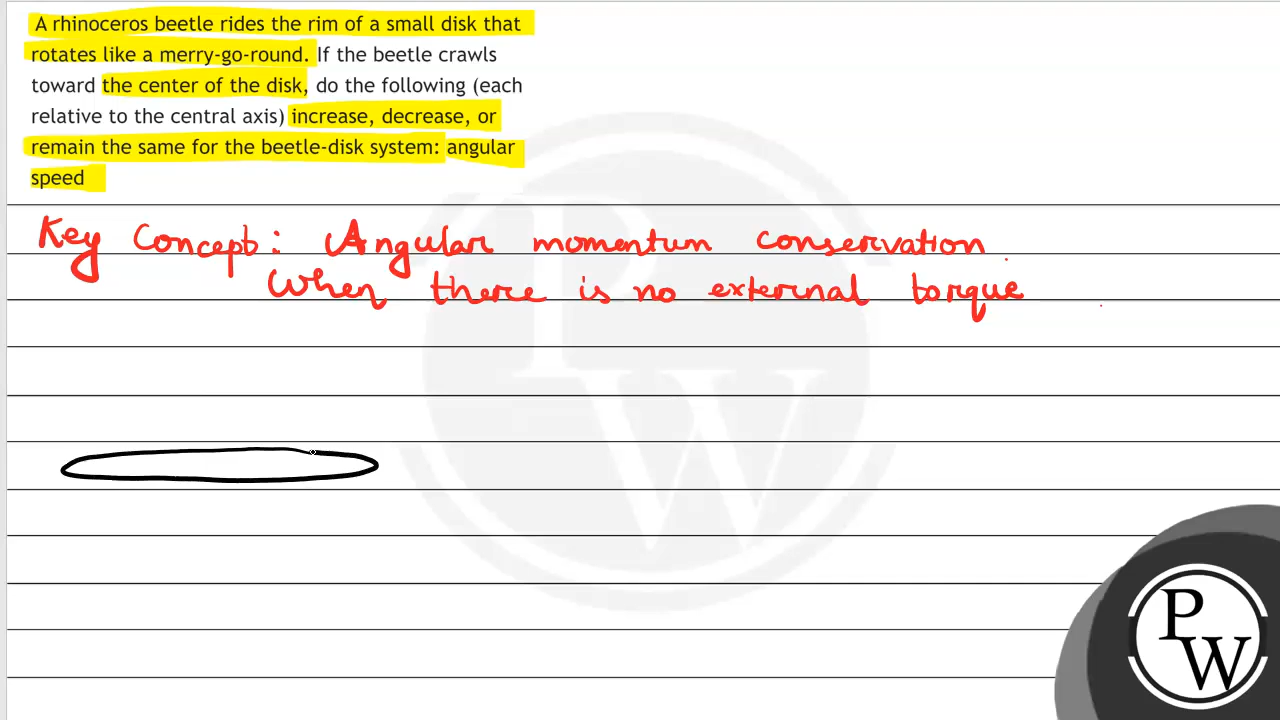 A rhinoceros beetle rides the rim of a small disk that
rotates like a merry-go-round. If the beetle crawls
toward the center of the disk, do the following (each
relative to the central axis) increase, decrease, or
remain the same for the beetle-disk system: angular
speed
Key Concept: Angular momentum conservation
When there is no external torque
P
W
P
W